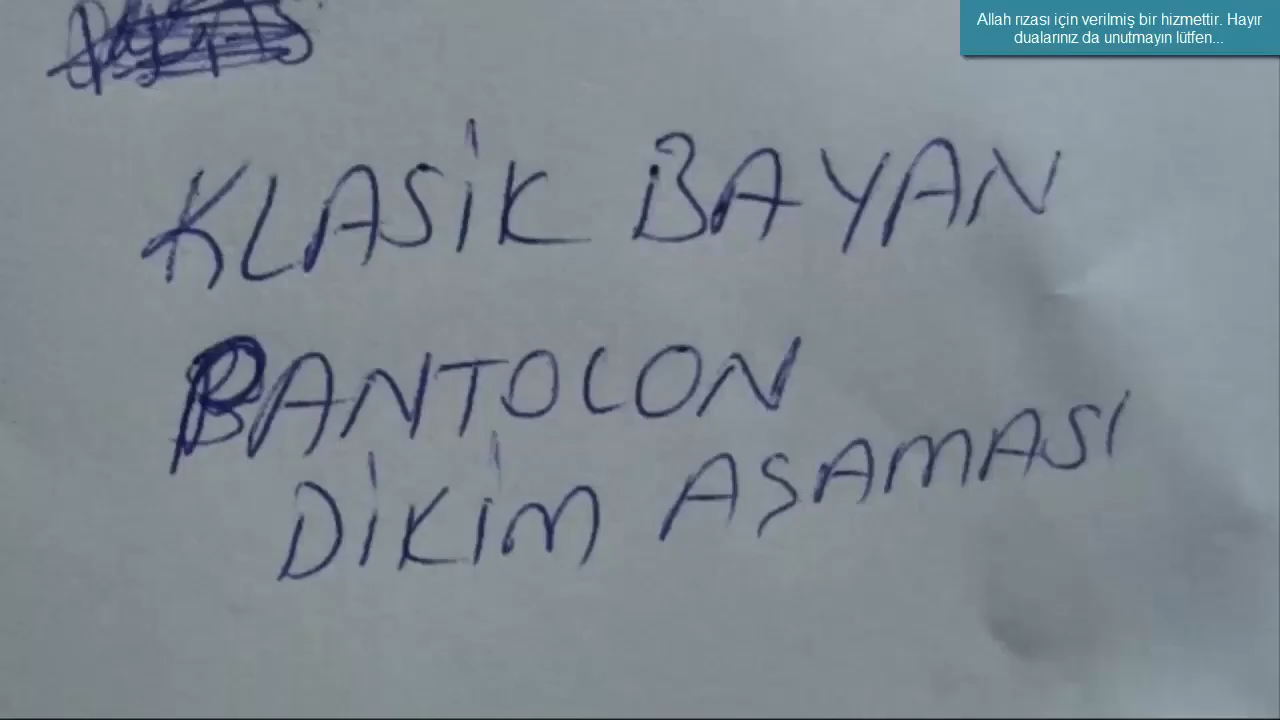 Allah rızası için verilmiş bir hizmettir. Hayır
dualarınız da unutmayın lütfen...
KLASİK BAYAN
PANTOLON
DİKİM AŞAMASI